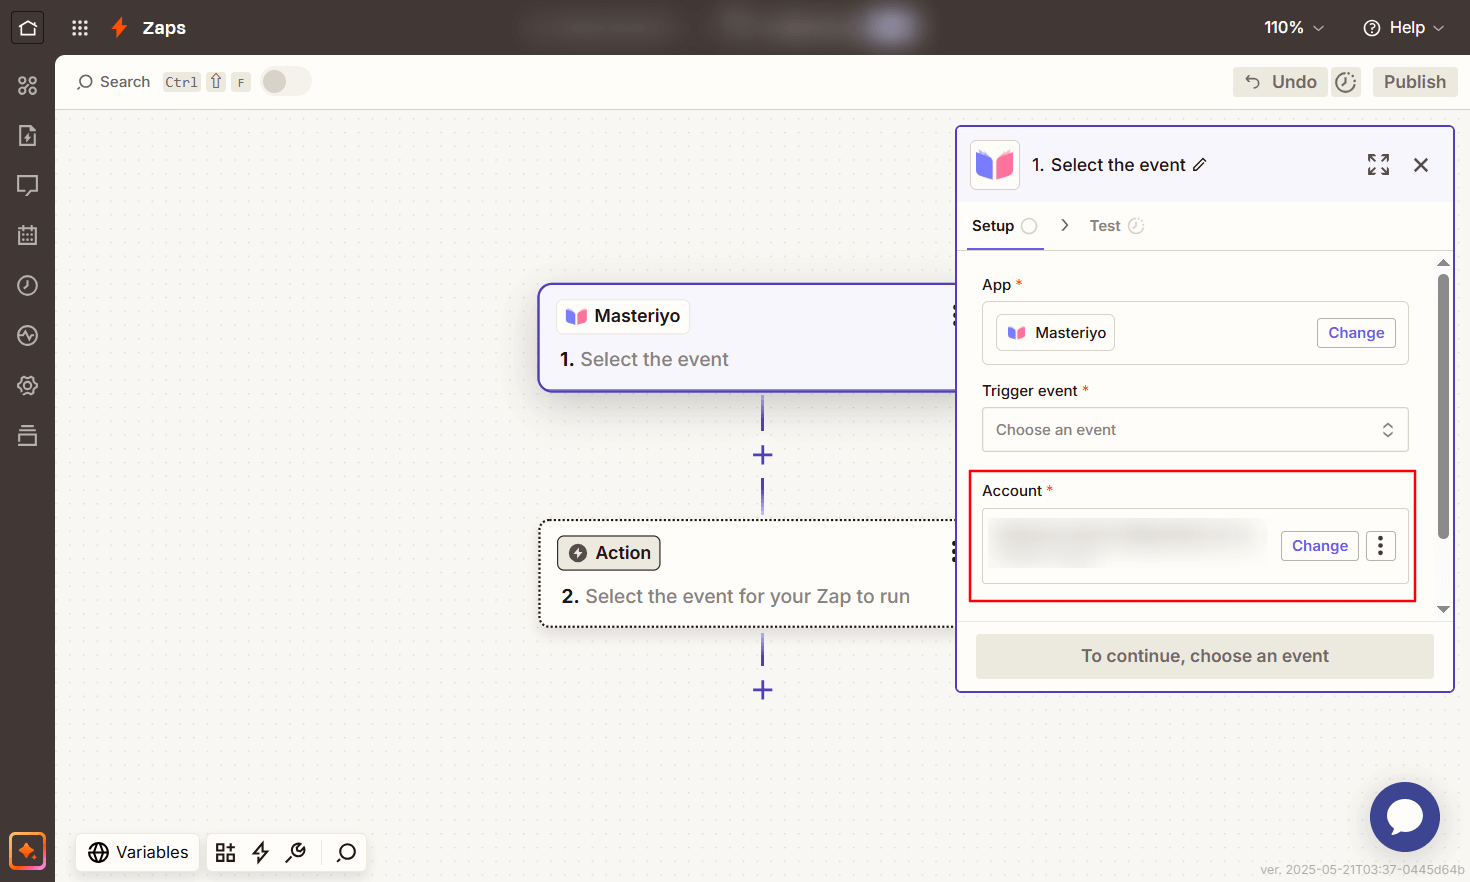 Zaps
110%
Help
Search Ctrl ⇧ F
Undo
Publish
1. Select the event
Setup
Test
App *
Masteriyo
Change
Trigger event *
Choose an event
Account *
Change
To continue, choose an event
Masteriyo
1. Select the event
Action
2. Select the event for your Zap to run
Variables
ver. 2025-05-21T03:37-0445d64b